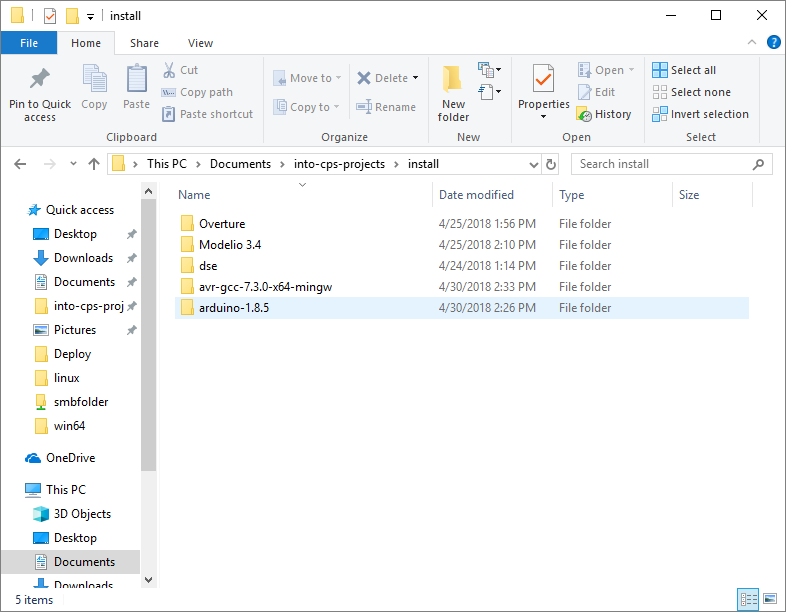 install
File Home Share View
Pin to Quick access
Copy
Paste
Cut
Copy path
Paste shortcut
Clipboard
Move to
Copy to
Delete
Rename
Organize
New folder
New
Properties
Open
Edit
History
Open
Select all
Select none
Invert selection
Select
This PC > Documents > into-cps-projects > install
Search install
Name Date modified Type Size
Overture 4/25/2018 1:56 PM File folder
Modelio 3.4 4/25/2018 2:10 PM File folder
dse 4/24/2018 1:14 PM File folder
avr-gcc-7.3.0-x64-mingw 4/30/2018 2:33 PM File folder
arduino-1.8.5 4/30/2018 2:26 PM File folder
Quick access
Desktop
Downloads
Documents
into-cps-proj
Pictures
Deploy
linux
smbfolder
win64
OneDrive
This PC
3D Objects
Desktop
Documents
Downloads
5 items